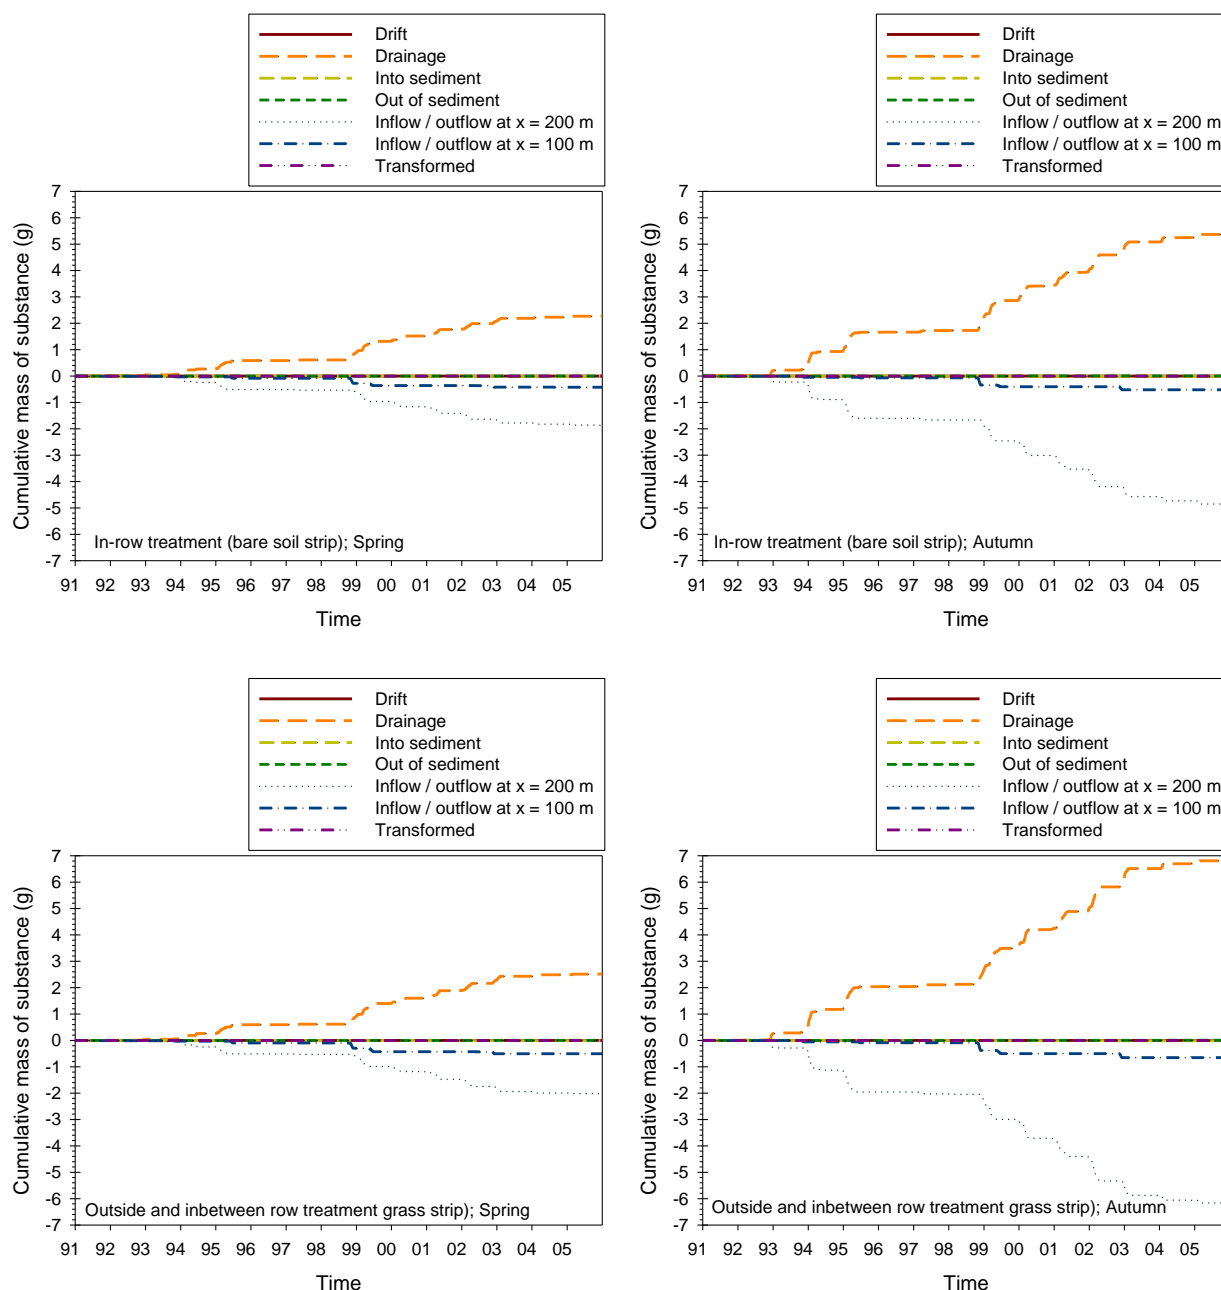 Drift
Drainage
Into sediment
Out of sediment
Inflow / outflow at x = 200 m
Inflow / outflow at x = 100 m
Transformed
Cumulative mass of substance (g)
7
6
5
4
3
2
1
0
-1
-2
-3
-4
-5
-6
-7
In-row treatment (bare soil strip); Spring
91 92 93 94 95 96 97 98 99 00 01 02 03 04 05
Time
Drift
Drainage
Into sediment
Out of sediment
Inflow / outflow at x = 200 m
Inflow / outflow at x = 100 m
Transformed
Cumulative mass of substance (g)
7
6
5
4
3
2
1
0
-1
-2
-3
-4
-5
-6
-7
In-row treatment (bare soil strip); Autumn
91 92 93 94 95 96 97 98 99 00 01 02 03 04 05
Time
Drift
Drainage
Into sediment
Out of sediment
Inflow / outflow at x = 200 m
Inflow / outflow at x = 100 m
Transformed
Cumulative mass of substance (g)
7
6
5
4
3
2
1
0
-1
-2
-3
-4
-5
-6
-7
Outside and inbetween row treatment grass strip); Spring
91 92 93 94 95 96 97 98 99 00 01 02 03 04 05
Time
Drift
Drainage
Into sediment
Out of sediment
Inflow / outflow at x = 200 m
Inflow / outflow at x = 100 m
Transformed
Cumulative mass of substance (g)
7
6
5
4
3
2
1
0
-1
-2
-3
-4
-5
-6
-7
Outside and inbetween row treatment grass strip); Autumn
91 92 93 94 95 96 97 98 99 00 01 02 03 04 05
Time